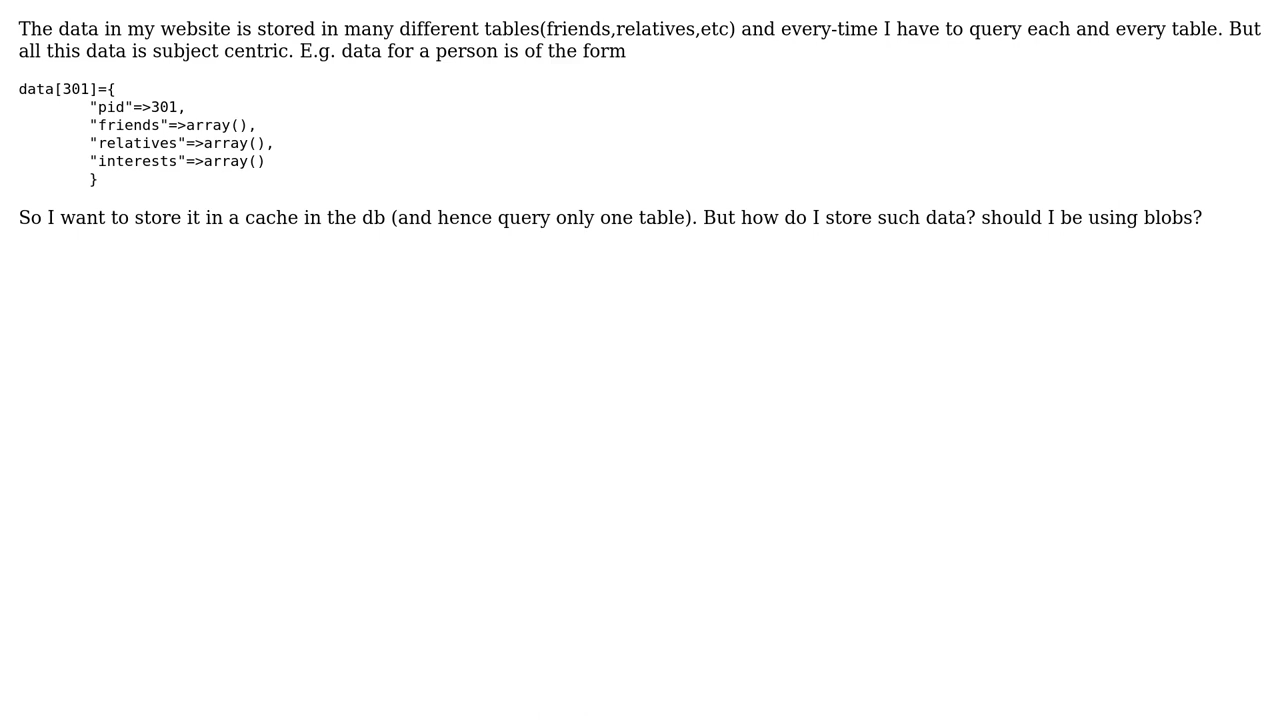 The data in my website is stored in many different tables(friends,relatives,etc) and every-time I have to query each and every table. But
all this data is subject centric. E.g. data for a person is of the form
data[301]={
        "pid"=>301,
        "friends"=>array(),
        "relatives"=>array(),
        "interests"=>array()
        }
So I want to store it in a cache in the db (and hence query only one table). But how do I store such data? should I be using blobs?